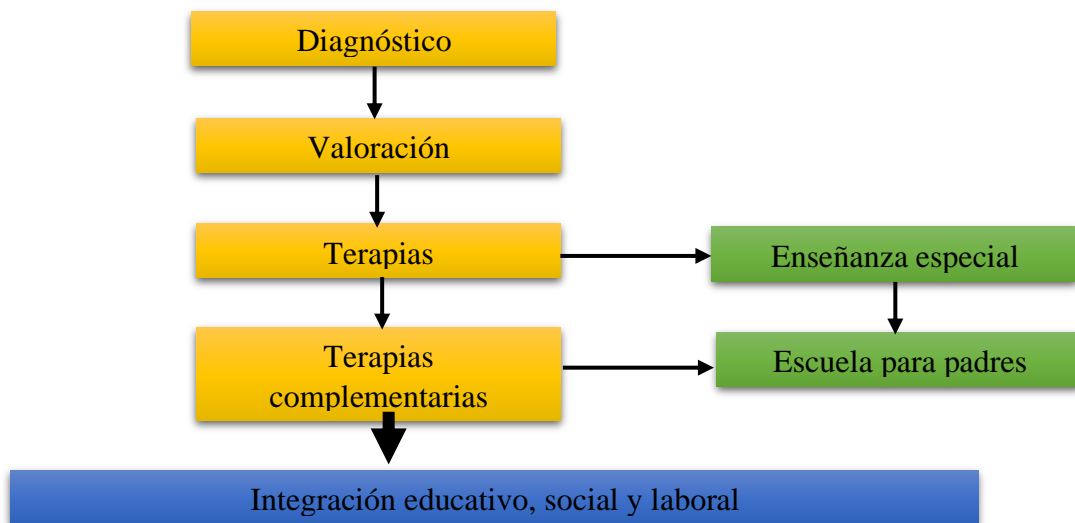 Diagnóstico
Valoración
Terapias
Enseñanza especial
Terapias
complementarias
Escuela para padres
Integración educativo, social y laboral